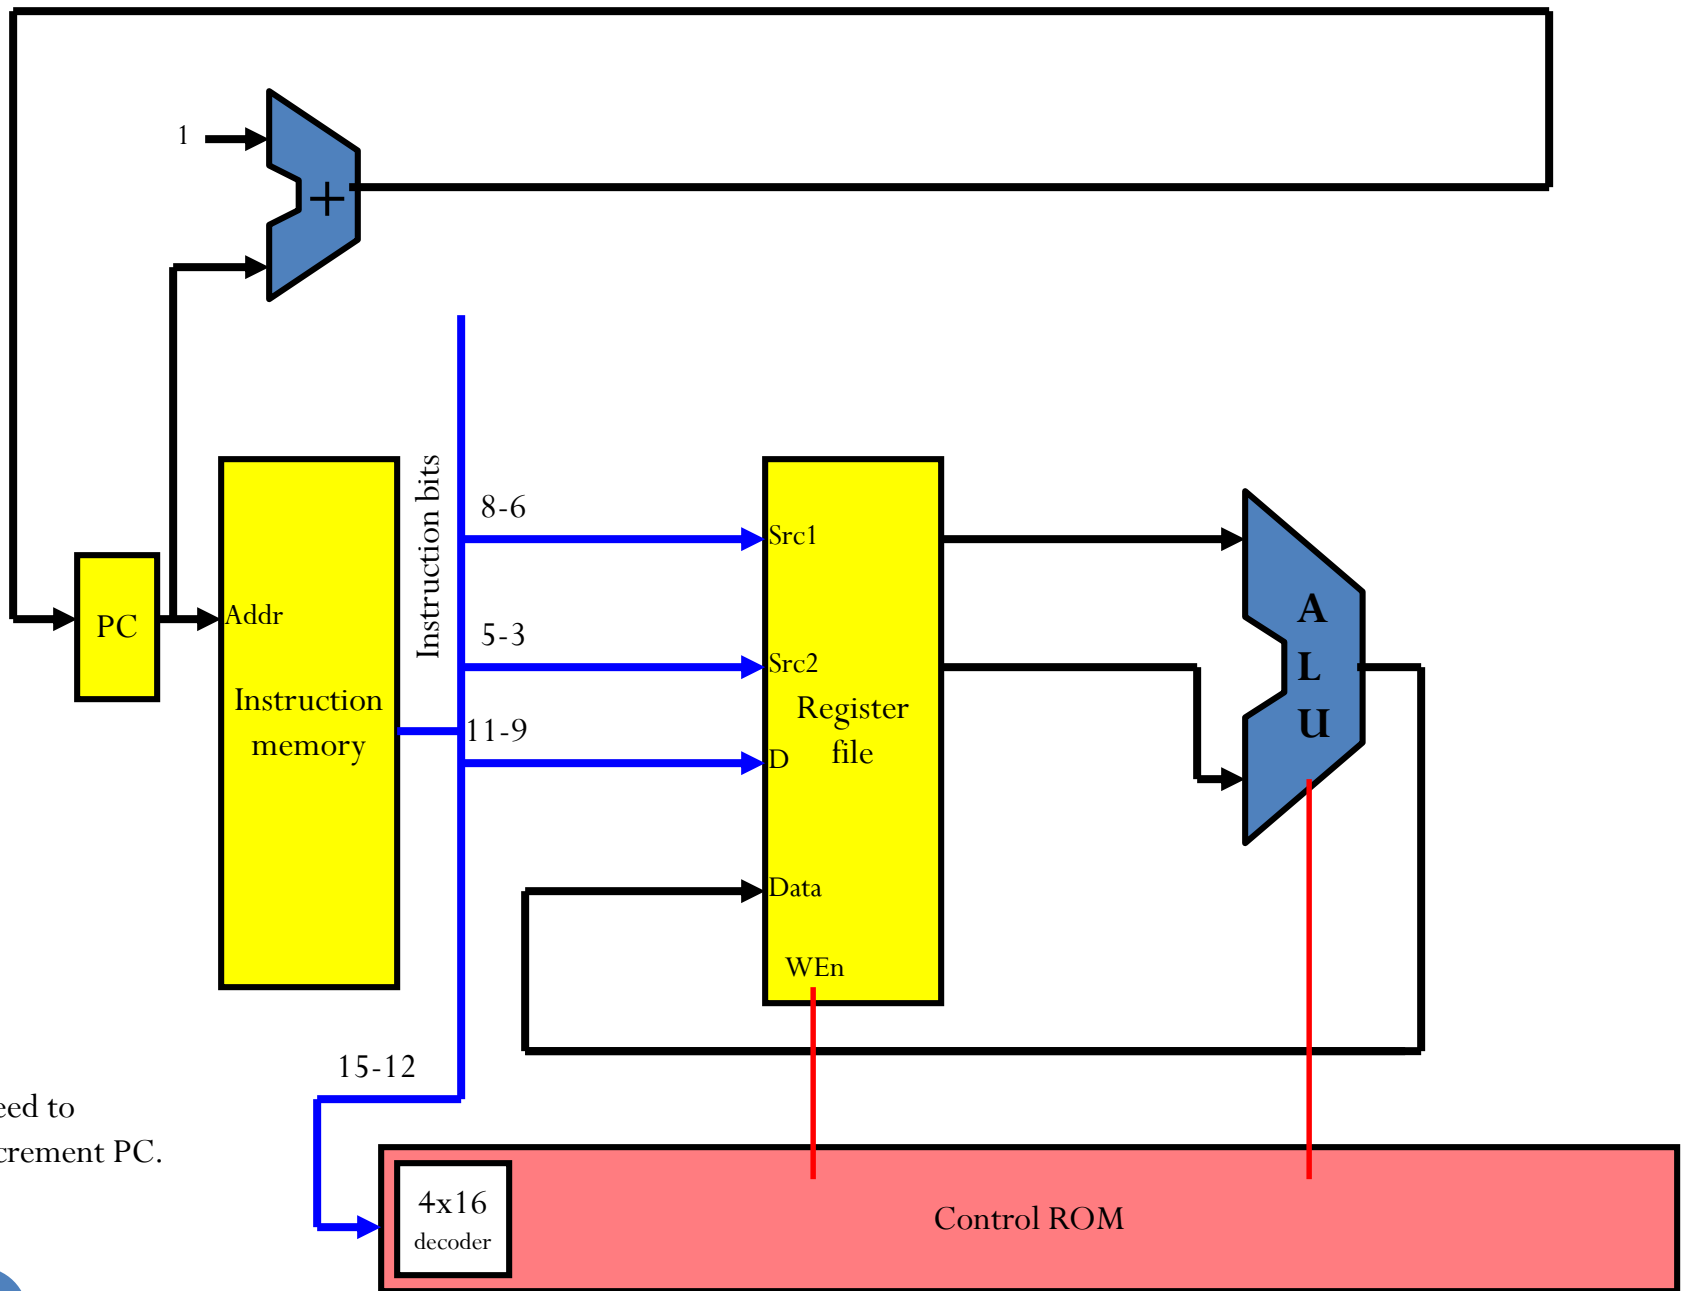 1
+
Instruction bits
8-6
Src1
5-3
Src2
11-9
D
PC
Addr
Instruction
memory
Register
file
A
L
U
Data
WEn
15-12
eed to
crement PC.
4x16
decoder
Control ROM